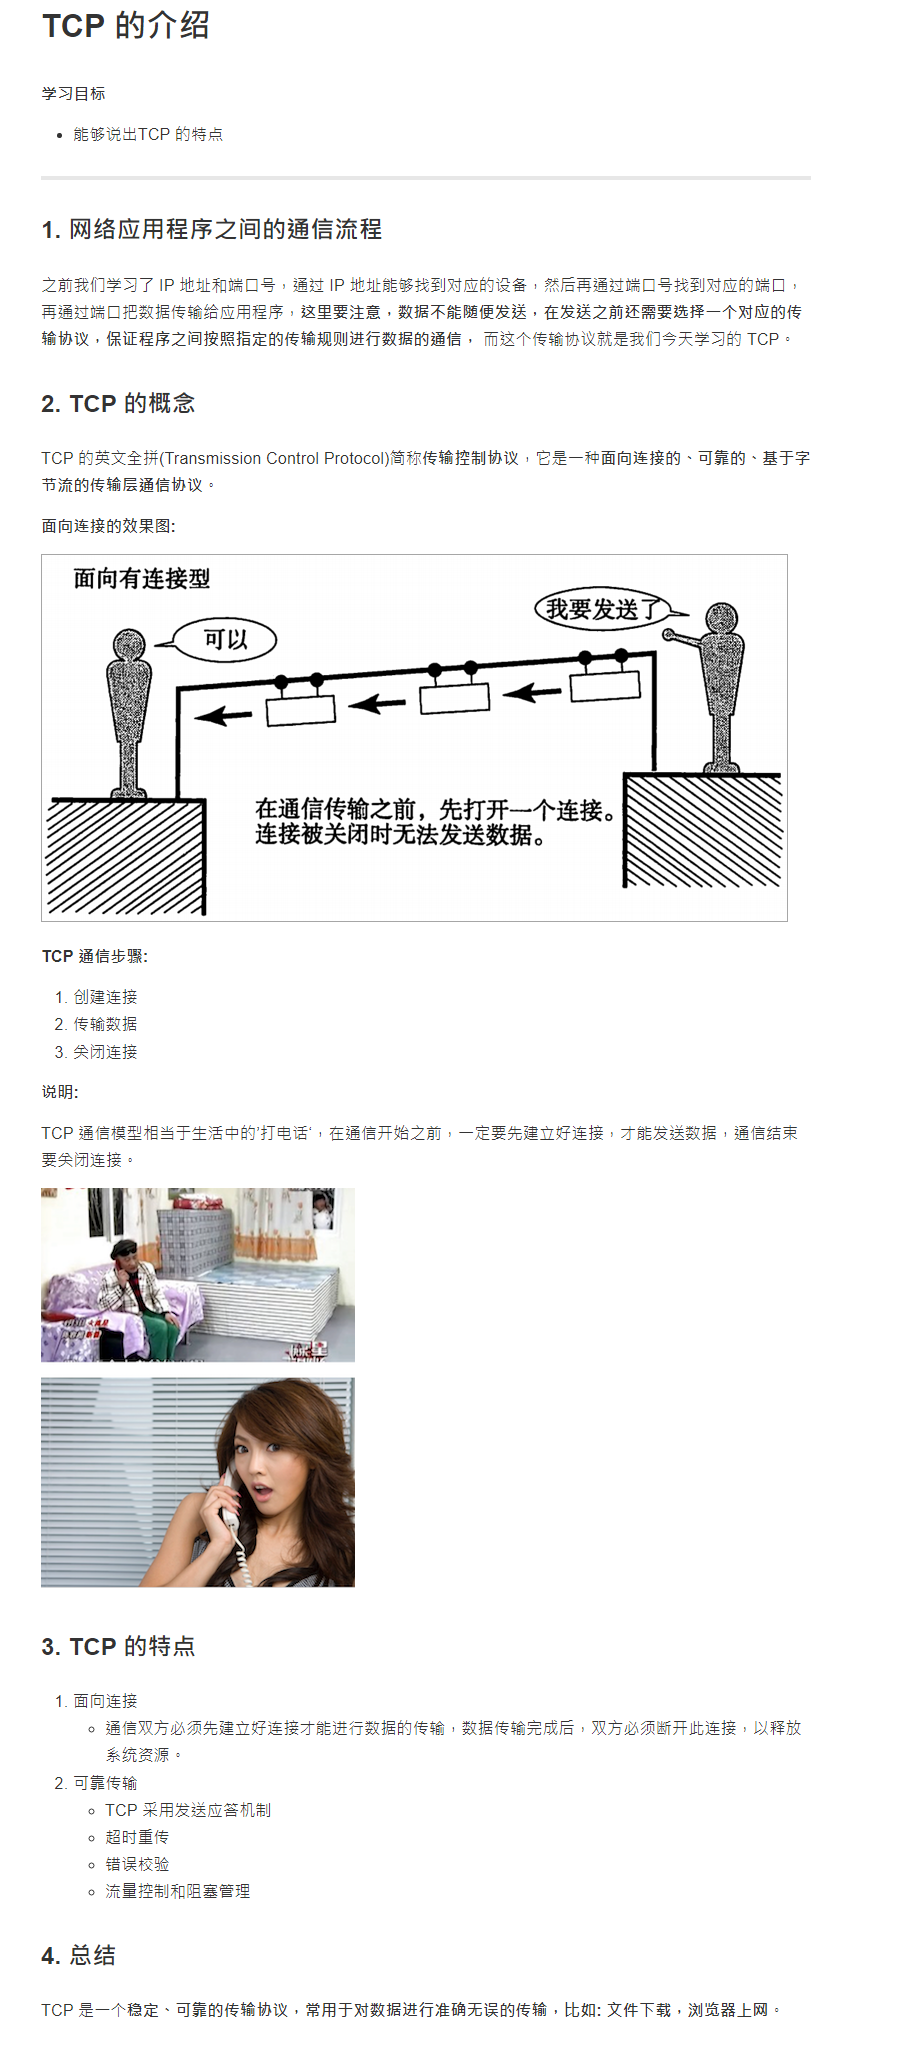 TCP 的介绍
学习目标
• 能够说出TCP 的特点
1. 网络应用程序之间的通信流程
之前我们学习了 IP 地址和端口号，通过 IP 地址能够找到对应的设备，然后再通过端口号找到对应的端口，
再通过端口把数据传输给应用程序，这里要注意，数据不能随便发送，在发送之前还需要选择一个对应的传
输协议，保证程序之间按照指定的传输规则进行数据的通信， 而这个传输协议就是我们今天学习的 TCP。
2. TCP 的概念
TCP 的英文全拼(Transmission Control Protocol)简称传输控制协议，它是一种面向连接的、可靠的、基于字
节流的传输层通信协议。
面向连接的效果图:
面向有连接型
我要发送了
可以
在通信传输之前，先打开一个连接。
连接被关闭时无法发送数据。
TCP 通信步骤:
1. 创建连接
2. 传输数据
3. 关闭连接
说明:
TCP 通信模型相当于生活中的’打电话‘，在通信开始之前，一定要先建立好连接，才能发送数据，通信结束
要关闭连接。
3. TCP 的特点
1. 面向连接
◦ 通信双方必须先建立好连接才能进行数据的传输，数据传输完成后，双方必须断开此连接，以释放
系统资源。
2. 可靠传输
◦ TCP 采用发送应答机制
◦ 超时重传
◦ 错误校验
◦ 流量控制和阻塞管理
4. 总结
TCP 是一个稳定、可靠的传输协议，常用于对数据进行准确无误的传输，比如: 文件下载，浏览器上网。